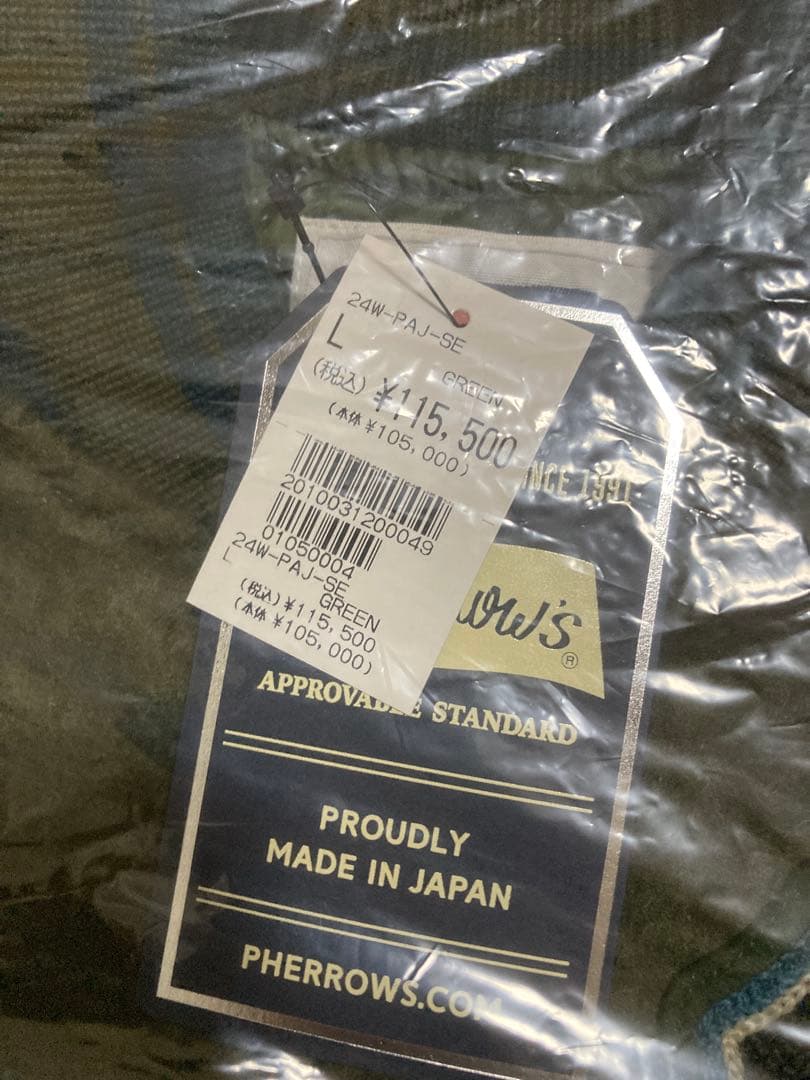 24W-PAJ-SE
L
GREEN
(税込) ¥115,500
(本体 ¥105,000)
2010031200049
01050004
24W-PAJ-SE
L
GREEN
(税込) ¥115,500
(本体 ¥105,000)
SINCE 1991
®
STANDARD
PROUDLY
MADE IN JAPAN
PHERROWS.COM